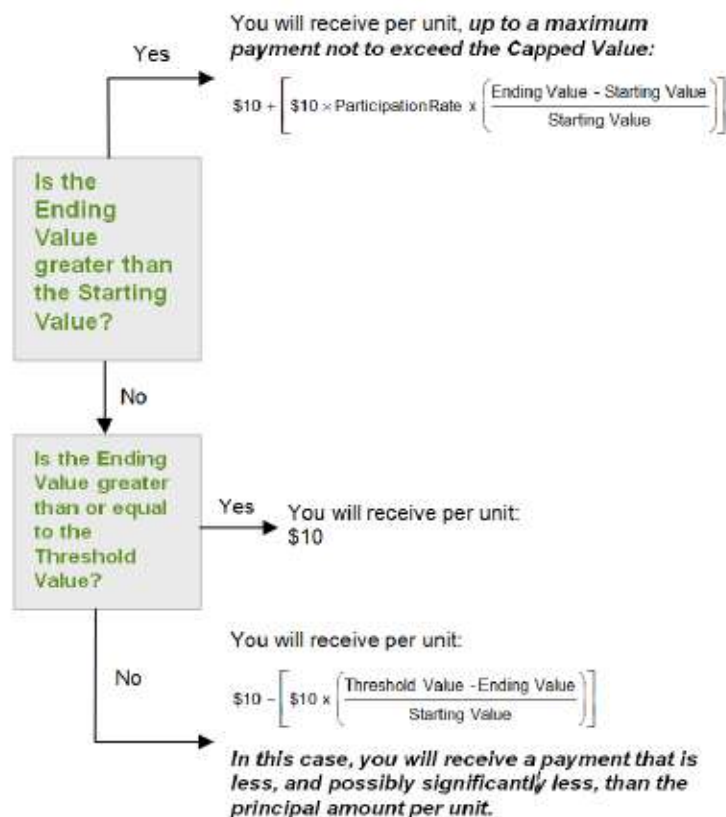 You will receive per unit, up to a maximum
payment not to exceed the Capped Value:
Yes
$10 + [ $10 × Participation Rate x ( Ending Value - Starting Value / Starting Value ) ]
Is the
Ending
Value
greater than
the Starting
Value?
No
Is the Ending
Value greater
than or equal
to the
Threshold
Value?
Yes
You will receive per unit:
$10
You will receive per unit:
No
$10 – [ $10 x ( Threshold Value - Ending Value / Starting Value ) ]
In this case, you will receive a payment that is
less, and possibly significantly less, than the
principal amount per unit.